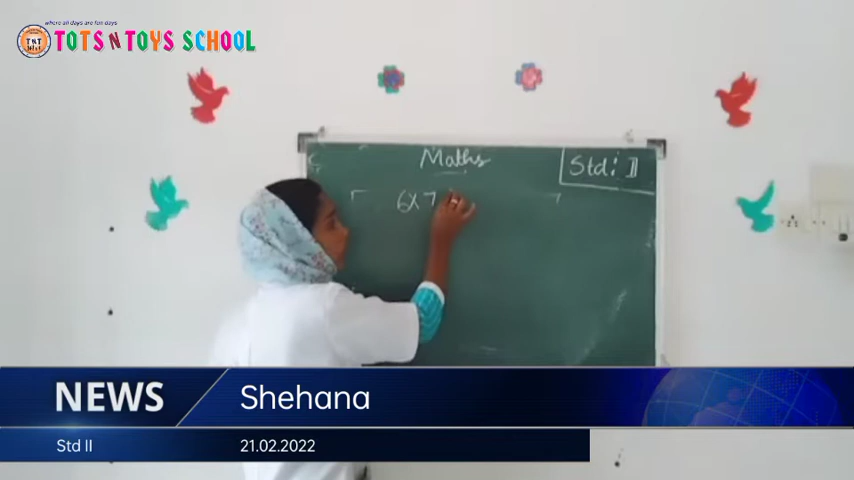 where all days are fun days
TOTS N TOYS SCHOOL
TNT
Maths
Std: II
6x7
NEWS
Shehana
Std II
21.02.2022